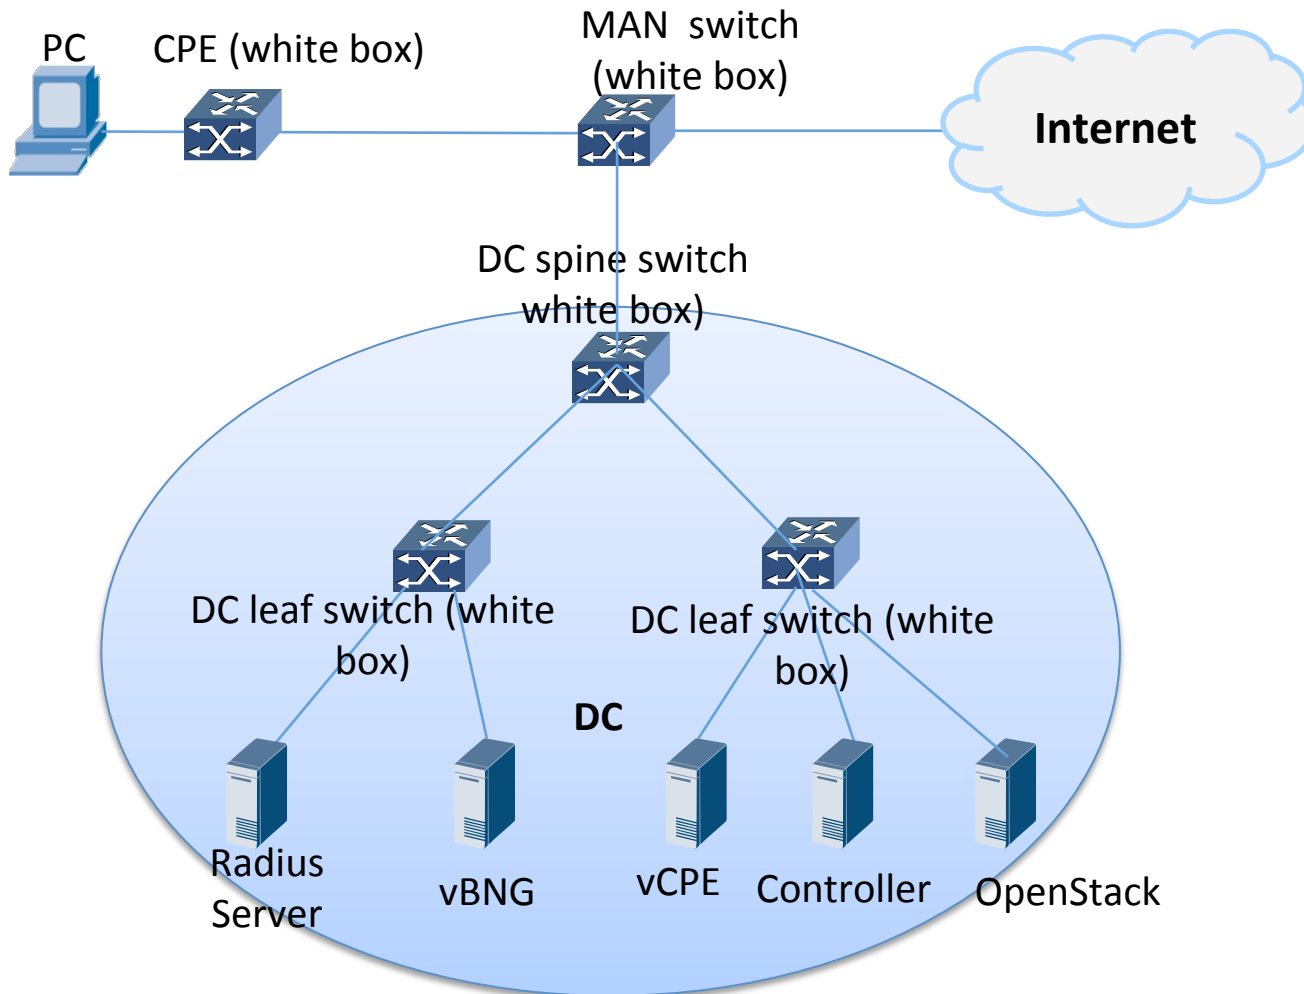 PC
CPE (white box)
MAN  switch
(white box)
Internet
DC spine switch
white box)
DC leaf switch (white
box)
DC leaf switch (white
box)
DC
Radius
Server
vBNG
vCPE
Controller
OpenStack